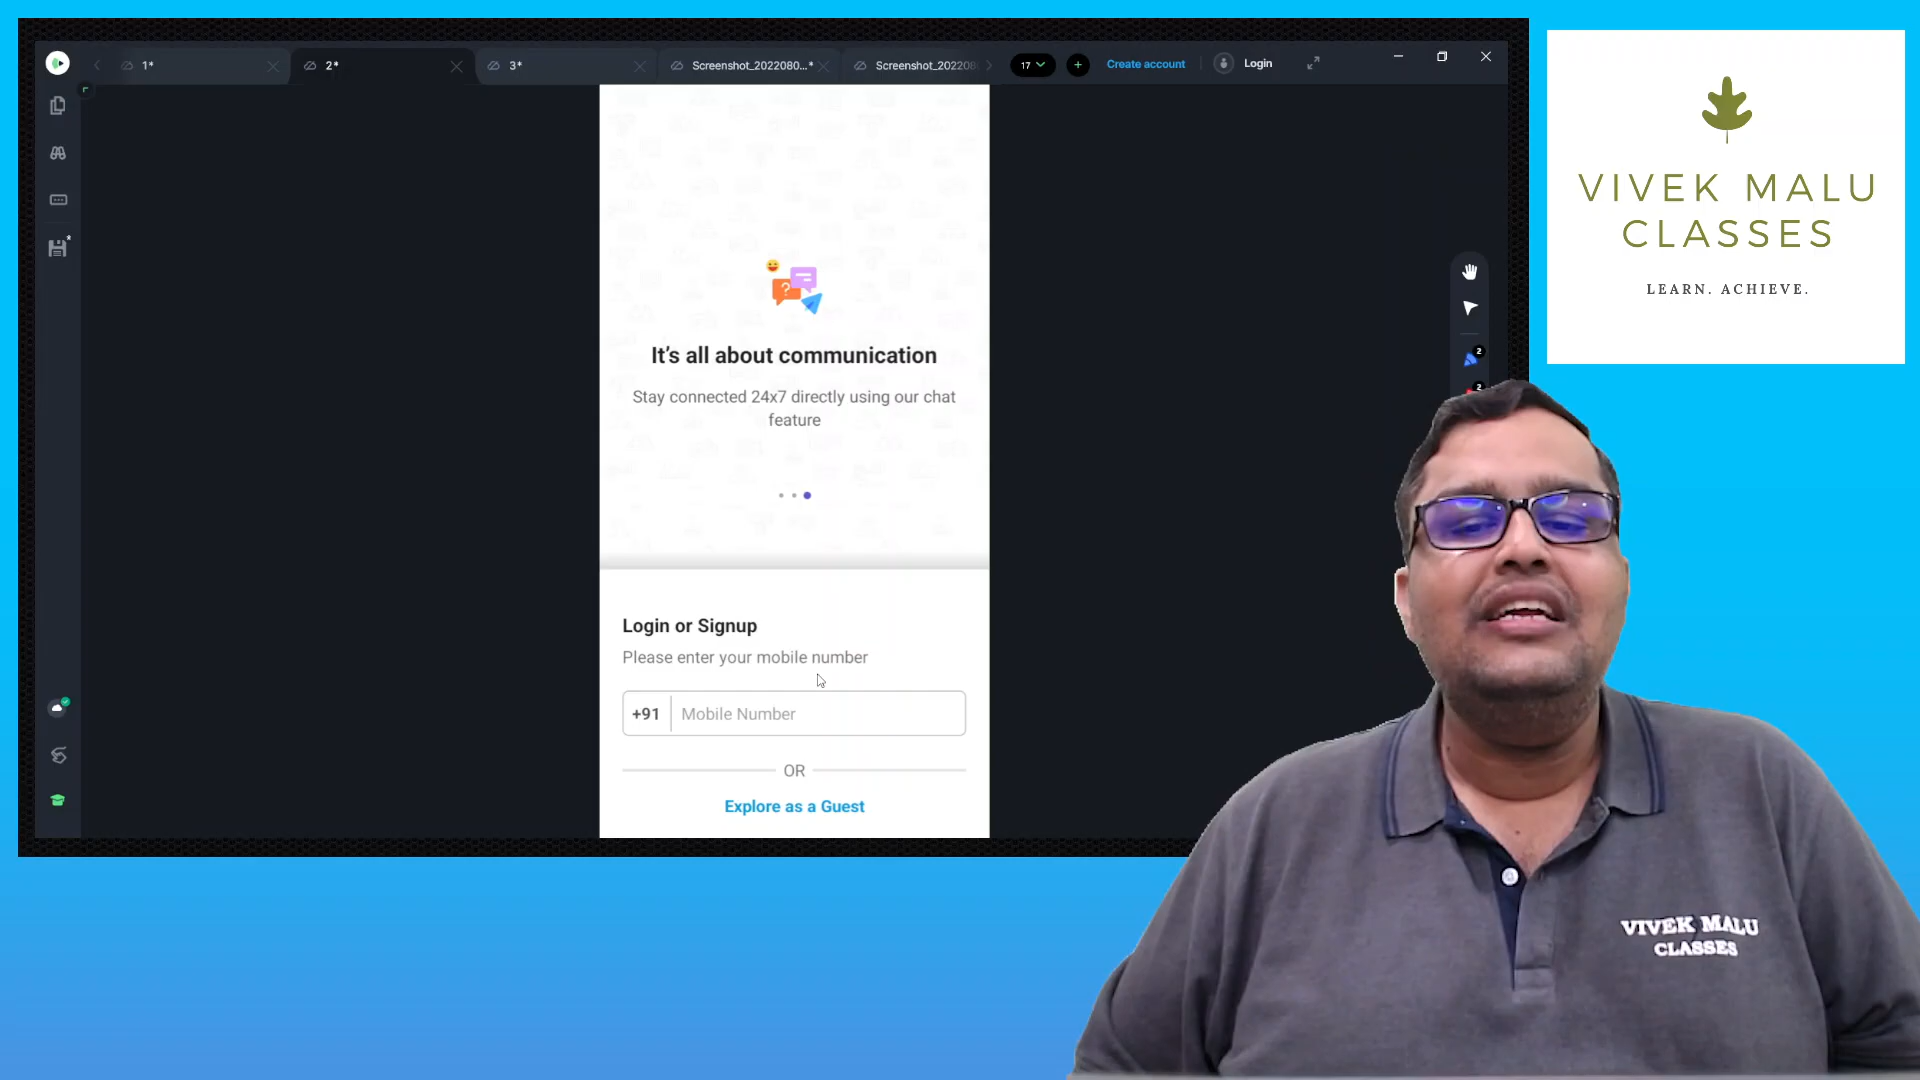 1*
2*
3*
Screenshot_2022080...*
Screenshot_202208
17
+
Create account
Login
2
2
VIVEK MALU
CLASSES
LEARN. ACHIEVE.
?
It's all about communication
Stay connected 24x7 directly using our chat
feature
Login or Signup
Please enter your mobile number
+91
Mobile Number
OR
Explore as a Guest
VIVEK MALU
CLASSES